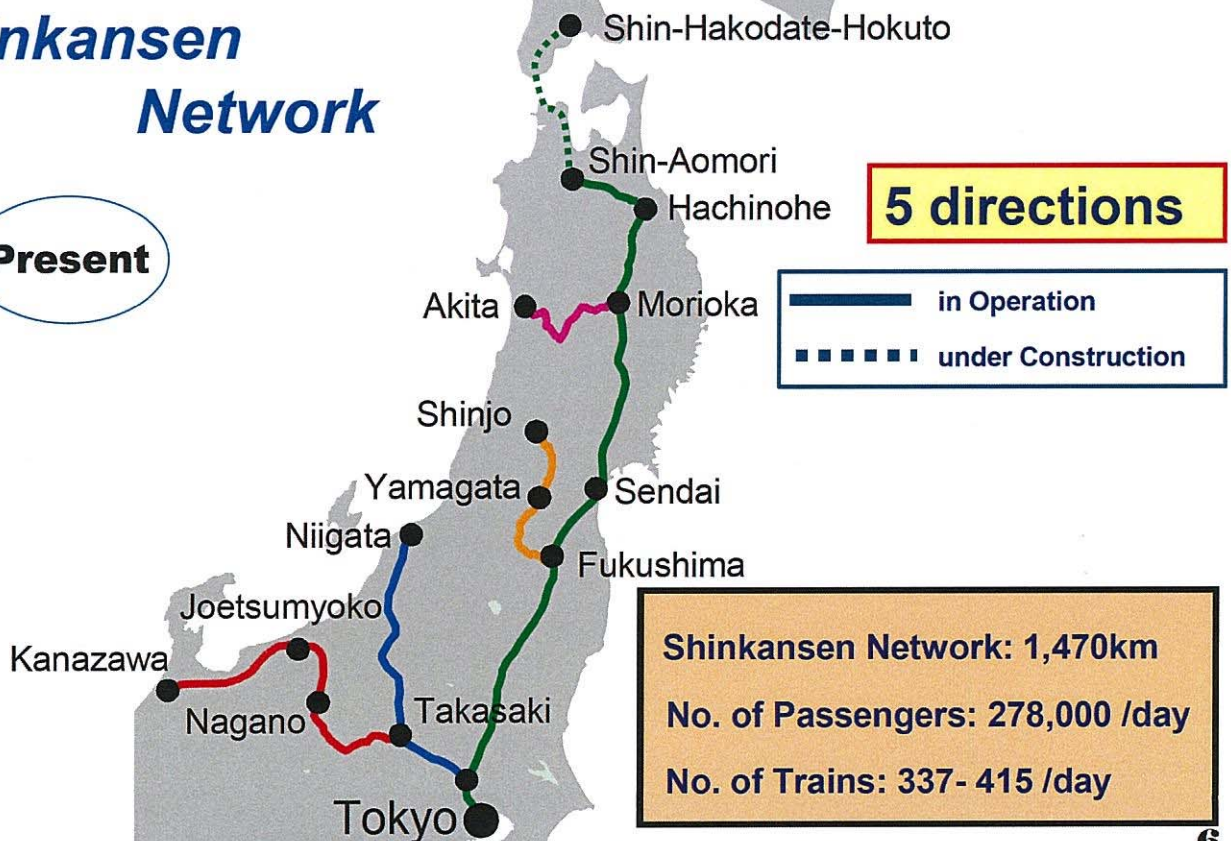 nkansen
Network
Present
5 directions
in Operation
under Construction
Shin-Hakodate-Hokuto
Shin-Aomori
Hachinohe
Akita
Morioka
Shinjo
Yamagata
Sendai
Niigata
Fukushima
Joetsumyoko
Kanazawa
Nagano
Takasaki
Tokyo
Shinkansen Network: 1,470km
No. of Passengers: 278,000 /day
No. of Trains: 337- 415 /day
6